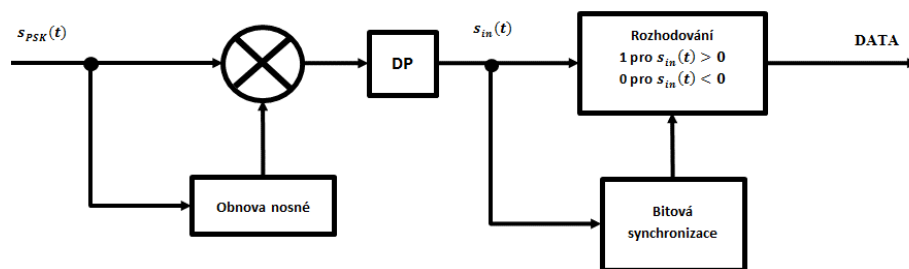 s_PSK(t)
DP
s_in(t)
Rozhodování
1 pro s_in(t) > 0
0 pro s_in(t) < 0
DATA
Obnova nosné
Bitová
synchronizace